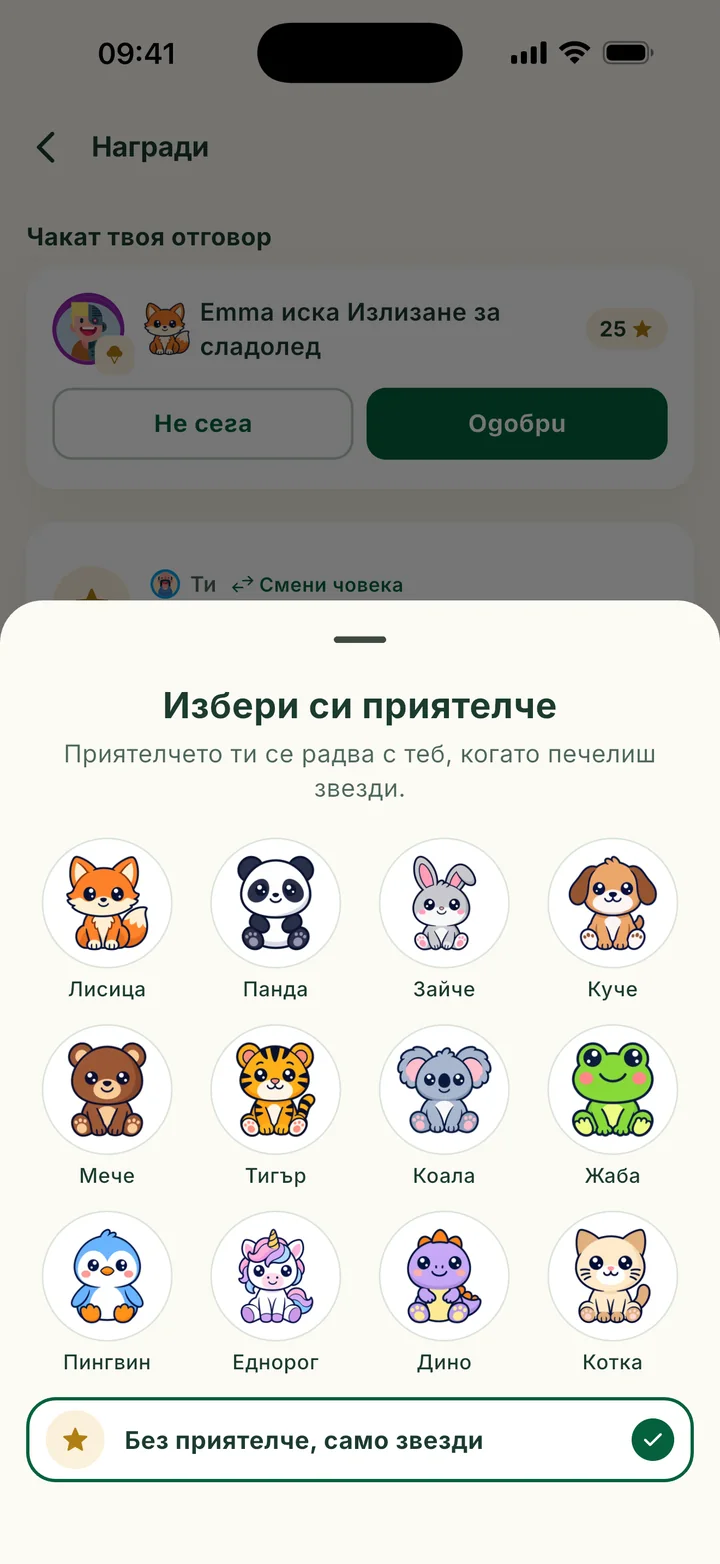 09:41
Награди
Чакат твоя отговор
Emma иска Излизане за
сладолед
25
Не сега
Одобри
Ти
Смени човека
Избери си приятелче
Приятелчето ти се радва с теб, когато печелиш
звезди.
Лисица
Панда
Зайче
Куче
Мече
Тигър
Коала
Жаба
Пингвин
Еднорог
Дино
Котка
Без приятелче, само звезди